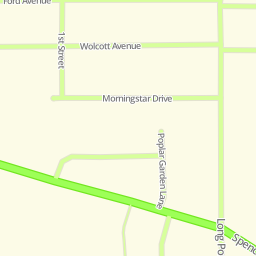 Ford Avenue
Wolcott Avenue
1st Street
Morningstar Drive
Poplar Garden Lane
Long Po
Spenc